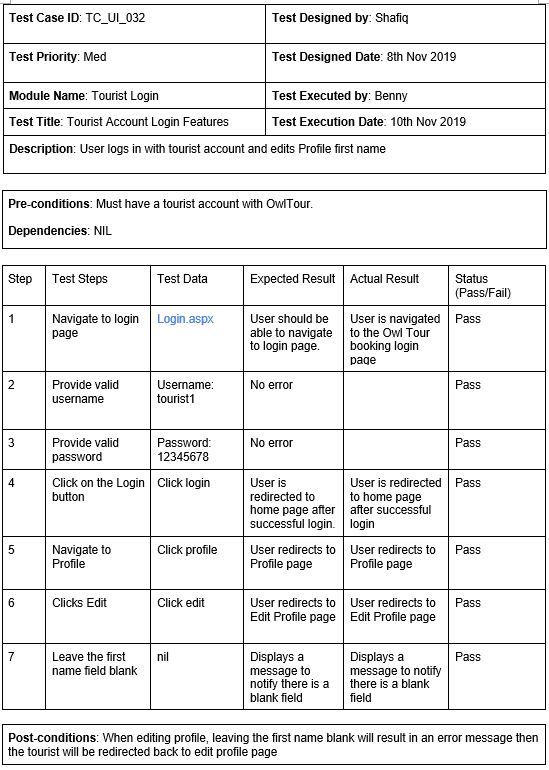 Test Case ID: TC_UI_032
Test Designed by: Shafiq
Test Priority: Med
Test Designed Date: 8th Nov 2019
Module Name: Tourist Login
Test Executed by: Benny
Test Title: Tourist Account Login Features
Test Execution Date: 10th Nov 2019
Description: User logs in with tourist account and edits Profile first name
Pre-conditions: Must have a tourist account with OwlTour.
Dependencies: NIL
Step
Test Steps
Test Data
Expected Result
Actual Result
Status
(Pass/Fail)
1
Navigate to login
page
Login.aspx
User should be
able to navigate
to login page.
User is navigated
to the Owl Tour
booking login
page
Pass
2
Provide valid
username
Username:
tourist1
No error
Pass
3
Provide valid
password
Password:
12345678
No error
Pass
4
Click on the Login
button
Click login
User is
redirected to
home page after
successful login.
User is redirected
to home page
after successful
login
Pass
5
Navigate to
Profile
Click profile
User redirects to
Profile page
User redirects to
Profile page
Pass
6
Clicks Edit
Click edit
User redirects to
Edit Profile page
User redirects to
Edit Profile page
Pass
7
Leave the first
name field blank
nil
Displays a
message to
notify there is a
blank field
Displays a
message to notify
there is a blank
field
Pass
Post-conditions: When editing profile, leaving the first name blank will result in an error message then
the tourist will be redirected back to edit profile page